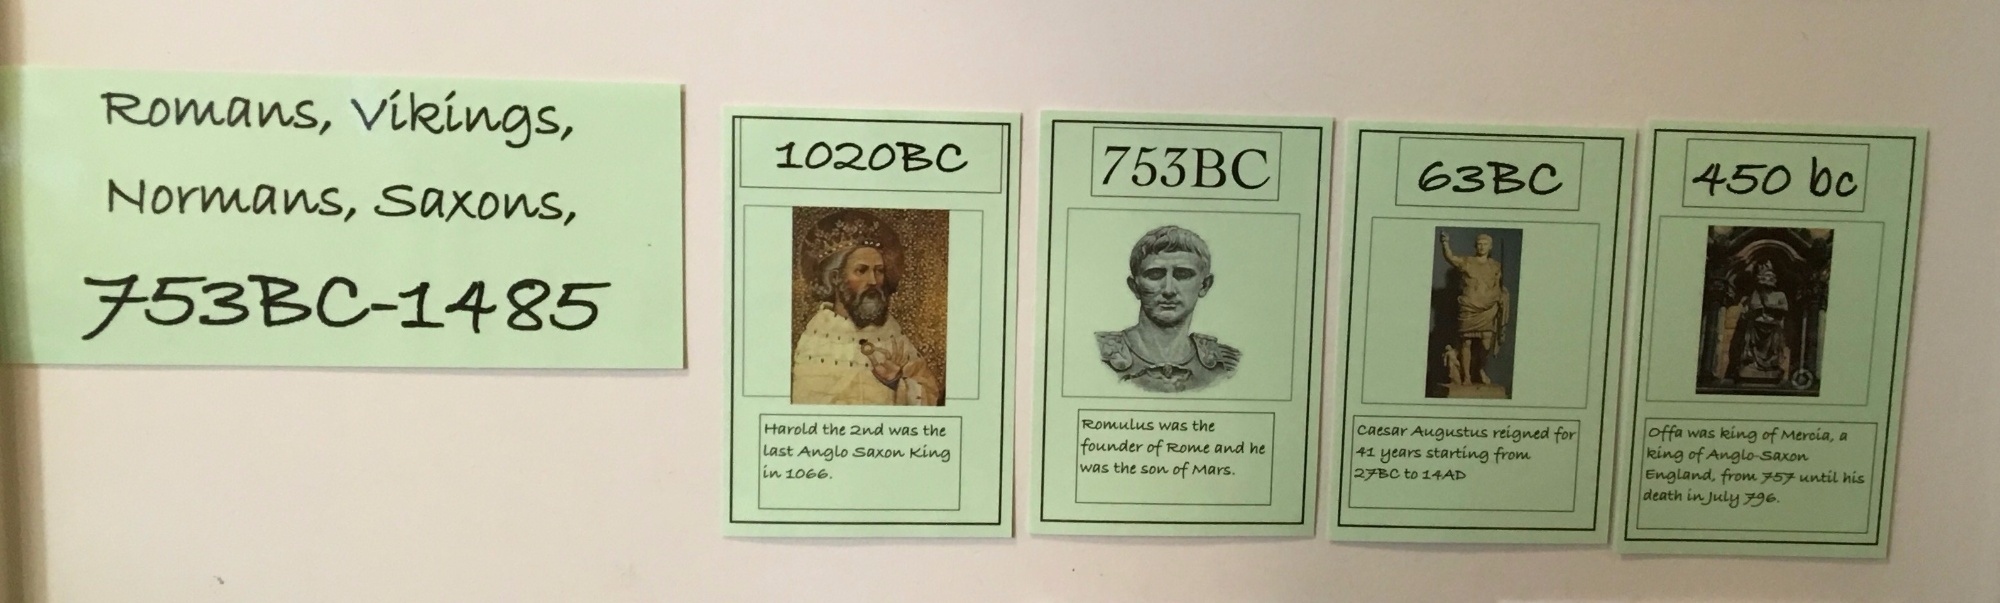 Romans, Vikings,
Normans, Saxons,
753BC-1485
1020BC
Harold the 2nd was the
last Anglo Saxon King
in 1066.
753BC
Romulus was the
founder of Rome and he
was the son of Mars.
63BC
Caesar Augustus reigned for
41 years starting from
27BC to 14AD
450 bc
Offa was king of Mercia, a
king of Anglo-Saxon
England, from 757 until his
death in July 796.